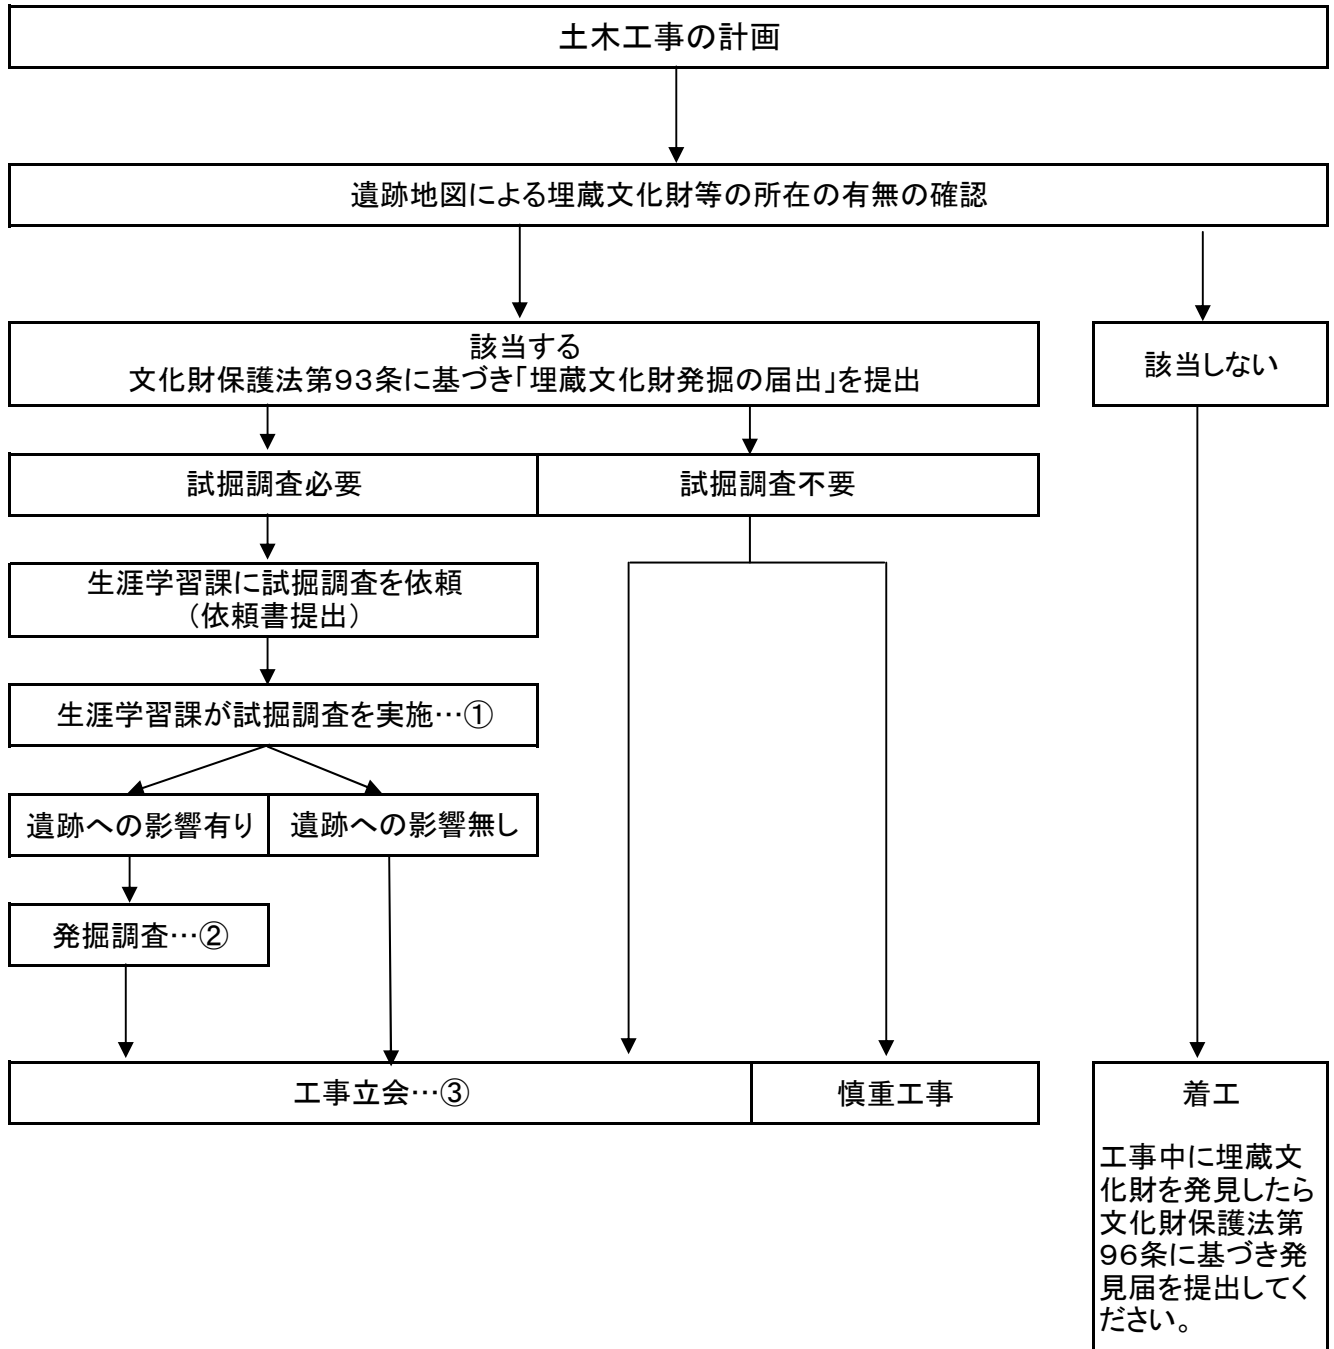 土木工事の計画
遺跡地図による埋蔵文化財等の所在の有無の確認
該当する
文化財保護法第93条に基づき「埋蔵文化財発掘の届出」を提出
該当しない
試掘調査必要
試掘調査不要
生涯学習課に試掘調査を依頼
（依頼書提出）
生涯学習課が試掘調査を実施…①
遺跡への影響有り
遺跡への影響無し
発掘調査…②
工事立会…③
慎重工事
着工
工事中に埋蔵文
化財を発見したら
文化財保護法第
96条に基づき発
見届を提出してく
ださい。